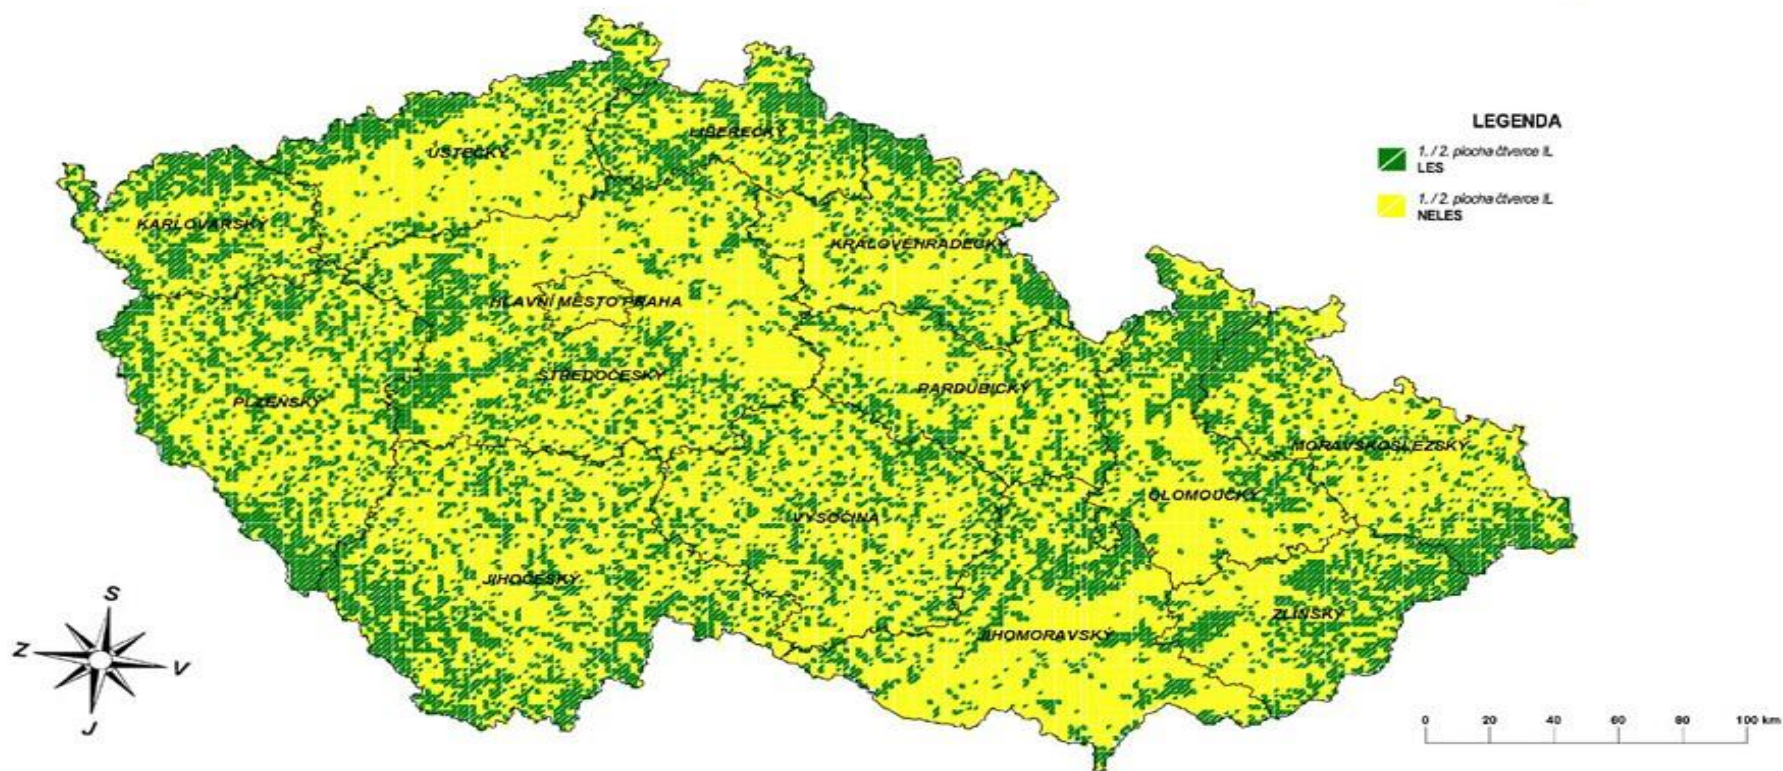 LEGENDA
1. / 2. plocha čtverce IL
LES
1. / 2. plocha čtverce IL
NELES
LIBERECKÝ
ÚSTECKÝ
KARLOVARSKÝ
KRÁLOVÉHRADECKÝ
HLAVNÍ MĚSTO PRAHA
STŘEDOČESKÝ
PARDUBICKÝ
PLZEŇSKÝ
MORAVSKOSLEZSKÝ
OLOMOUCKÝ
VYSOČINA
JIHOČESKÝ
ZLÍNSKÝ
JIHOMORAVSKÝ
S
Z
V
J
0 20 40 60 80 100 km